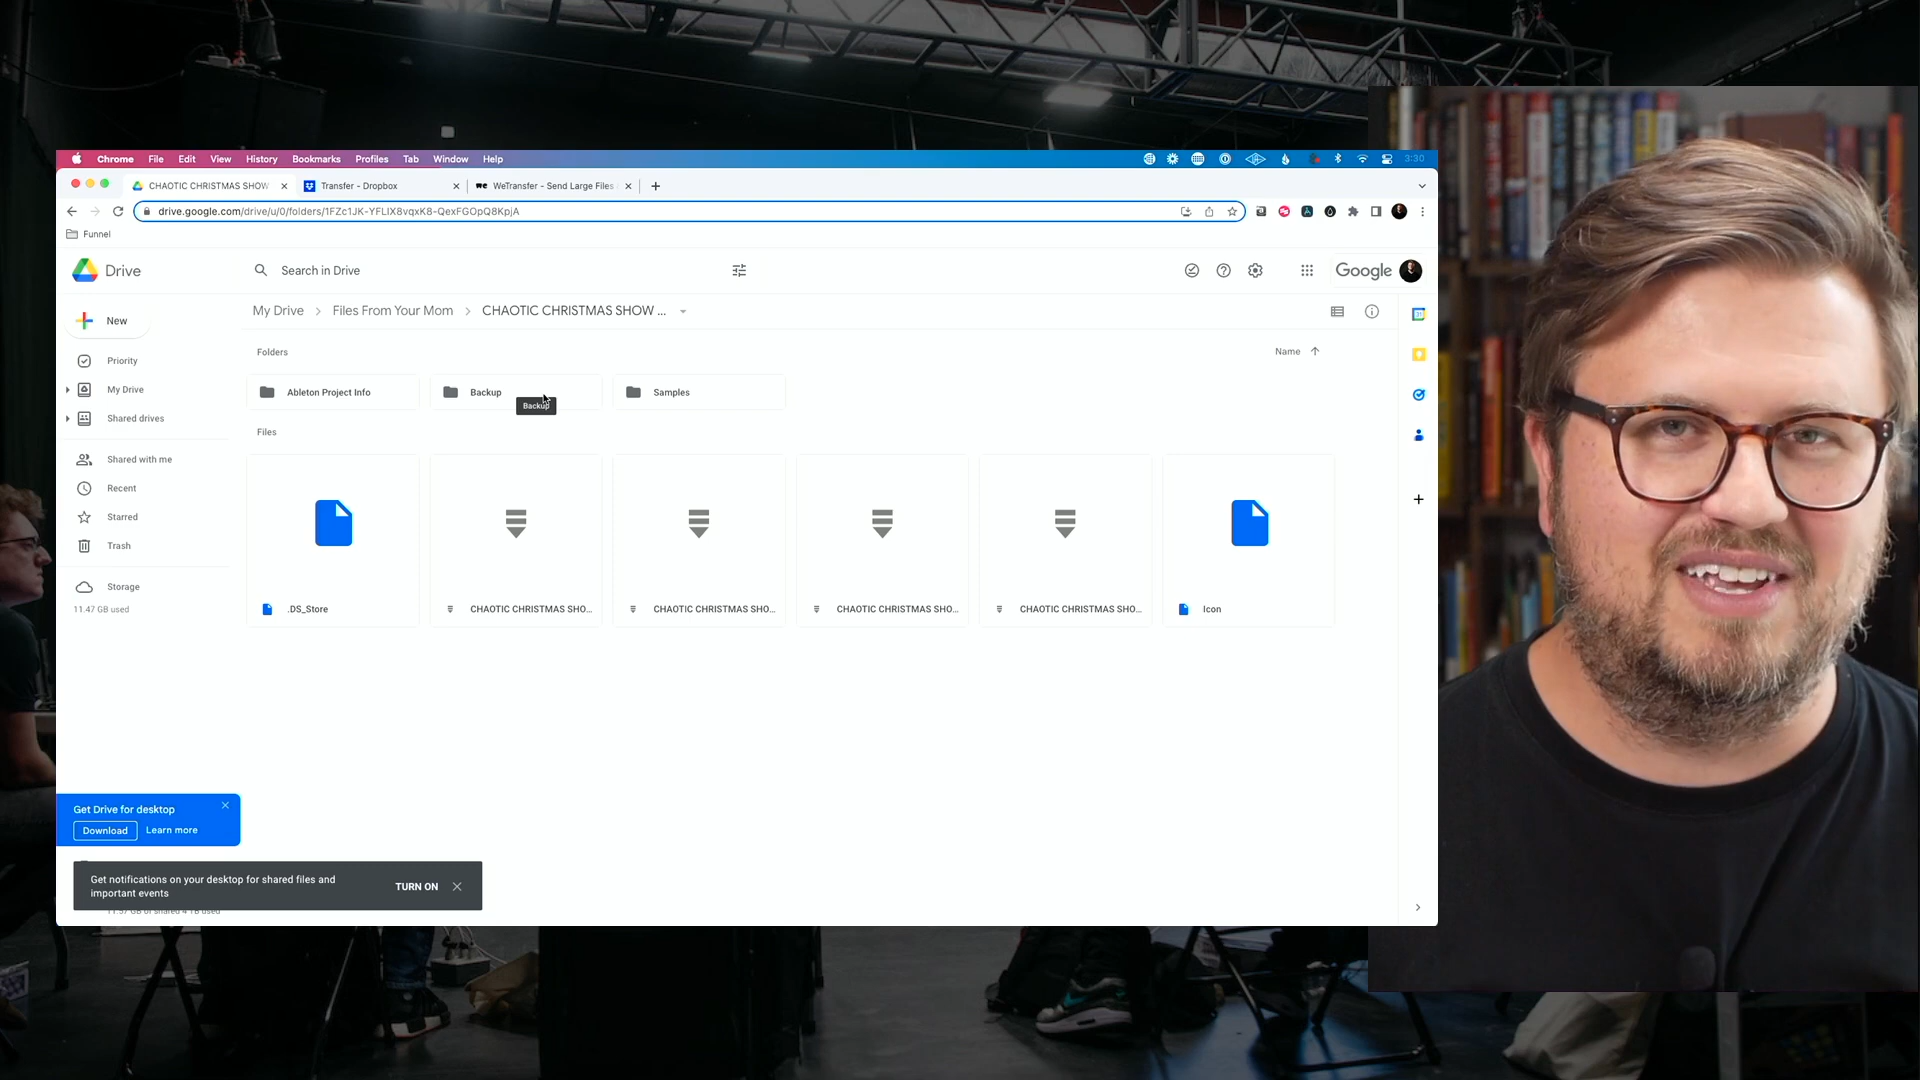 Chrome File Edit View History Bookmarks Profiles Tab Window Help 3:30
CHAOTIC CHRISTMAS SHOW Transfer - Dropbox WeTransfer - Send Large Files
drive.google.com/drive/u/0/folders/1FZc1JK-YFLIX8vqxK8-QexFGOpQ8KpjA
Funnel
Drive Search in Drive Google
New My Drive Files From Your Mom CHAOTIC CHRISTMAS SHOW ...
31
Folders Name
Priority
My Drive
Shared drives
Shared with me
Recent
Starred
Trash
Storage
11.47 GB used
Ableton Project Info Backup Samples
Backup
Files
.DS_Store CHAOTIC CHRISTMAS SHO... CHAOTIC CHRISTMAS SHO... CHAOTIC CHRISTMAS SHO... CHAOTIC CHRISTMAS SHO... Icon
Get Drive for desktop
Download Learn more
Get notifications on your desktop for shared files and
important events
TURN ON